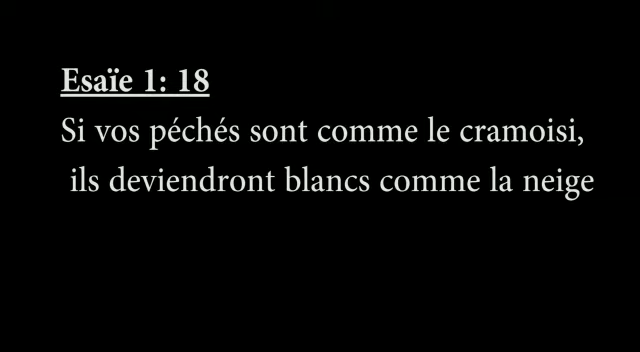 Esaïe 1: 18
Si vos péchés sont comme le cramoisi,
ils deviendront blancs comme la neige